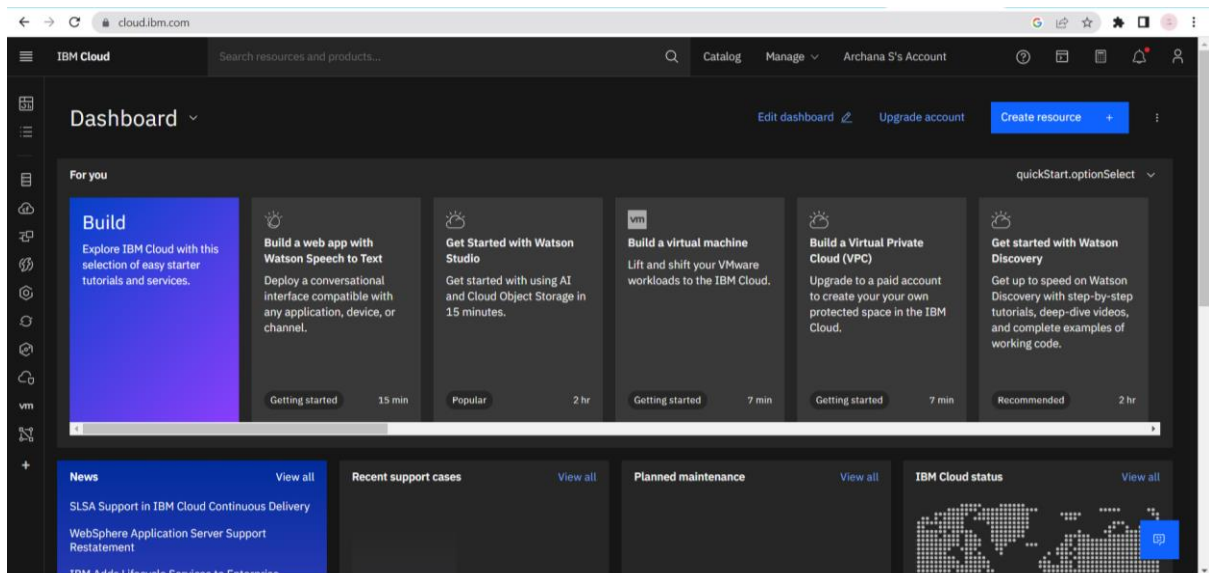 cloud.ibm.com
IBM Cloud
Search resources and products...
Catalog
Manage
Archana S's Account
Dashboard
Edit dashboard
Upgrade account
Create resource +
For you
quickStart.optionSelect
Build
Explore IBM Cloud with this
selection of easy starter
tutorials and services.
Build a web app with
Watson Speech to Text
Deploy a conversational
interface compatible with
any application, device, or
channel.
Getting started 15 min
Get Started with Watson
Studio
Get started with using AI
and Cloud Object Storage in
15 minutes.
Popular 2 hr
vm
Build a virtual machine
Lift and shift your VMware
workloads to the IBM Cloud.
Getting started 7 min
Build a Virtual Private
Cloud (VPC)
Upgrade to a paid account
to create your your own
protected space in the IBM
Cloud.
Getting started 7 min
Get started with Watson
Discovery
Get up to speed on Watson
Discovery with step-by-step
tutorials, deep-dive videos,
and complete examples of
working code.
Recommended 2 hr
vm
+
News View all
SLSA Support in IBM Cloud Continuous Delivery
WebSphere Application Server Support
Restatement
IBM Adds Lifecycle Services to Enterprise
Recent support cases View all
Planned maintenance View all
IBM Cloud status View all